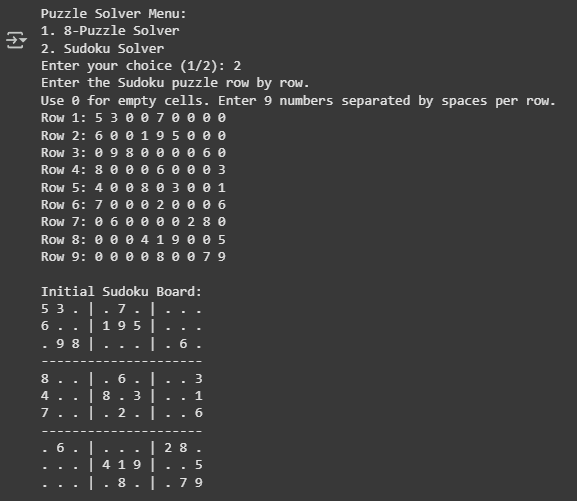 Puzzle Solver Menu:
1. 8-Puzzle Solver
2. Sudoku Solver
Enter your choice (1/2): 2
Enter the Sudoku puzzle row by row.
Use 0 for empty cells. Enter 9 numbers separated by spaces per row.
Row 1: 5 3 0 0 7 0 0 0 0
Row 2: 6 0 0 1 9 5 0 0 0
Row 3: 0 9 8 0 0 0 0 6 0
Row 4: 8 0 0 0 6 0 0 0 3
Row 5: 4 0 0 8 0 3 0 0 1
Row 6: 7 0 0 0 2 0 0 0 6
Row 7: 0 6 0 0 0 0 2 8 0
Row 8: 0 0 0 4 1 9 0 0 5
Row 9: 0 0 0 0 8 0 0 7 9

Initial Sudoku Board:
5 3 . | . 7 . | . . .
6 . . | 1 9 5 | . . .
. 9 8 | . . . | . 6 .
---------------------
8 . . | . 6 . | . . 3
4 . . | 8 . 3 | . . 1
7 . . | . 2 . | . . 6
---------------------
. 6 . | . . . | 2 8 .
. . . | 4 1 9 | . . 5
. . . | . 8 . | . 7 9